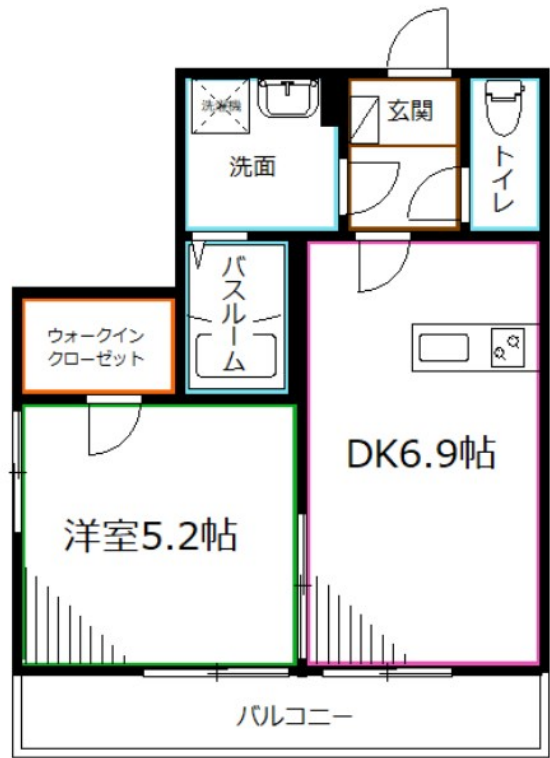 洗濯機
玄関
トイレ
洗面
バスルーム
ウォークイン
クローゼット
DK6.9帖
洋室5.2帖
バルコニー